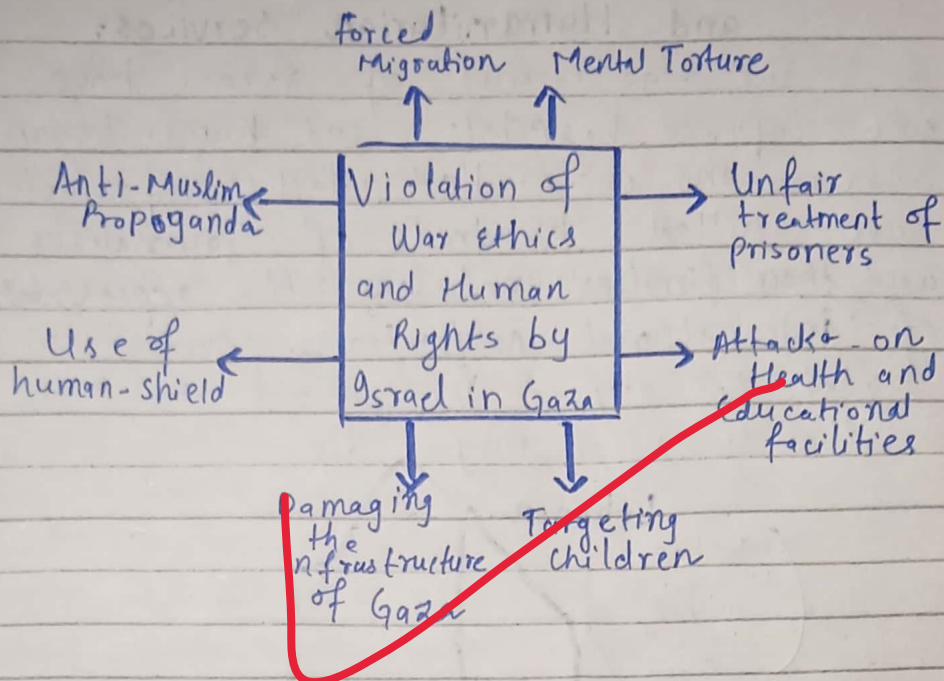 Forced
Migration
Mental Torture
Anti-Muslim
Propoganda
Violation of
War Ethics
and Human
Rights by
Israel in Gaza
Unfair
treatment of
Prisoners
Use of
human-shield
Attacks on
Health and
Educational
facilities
Damaging
the
nfrustructure
of Gaza
Targeting
children